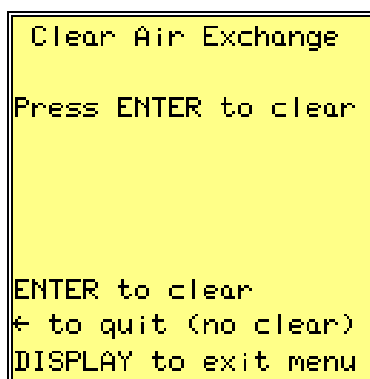 Clear Air Exchange
Press ENTER to clear
ENTER to clear
← to quit (no clear)
DISPLAY to exit menu